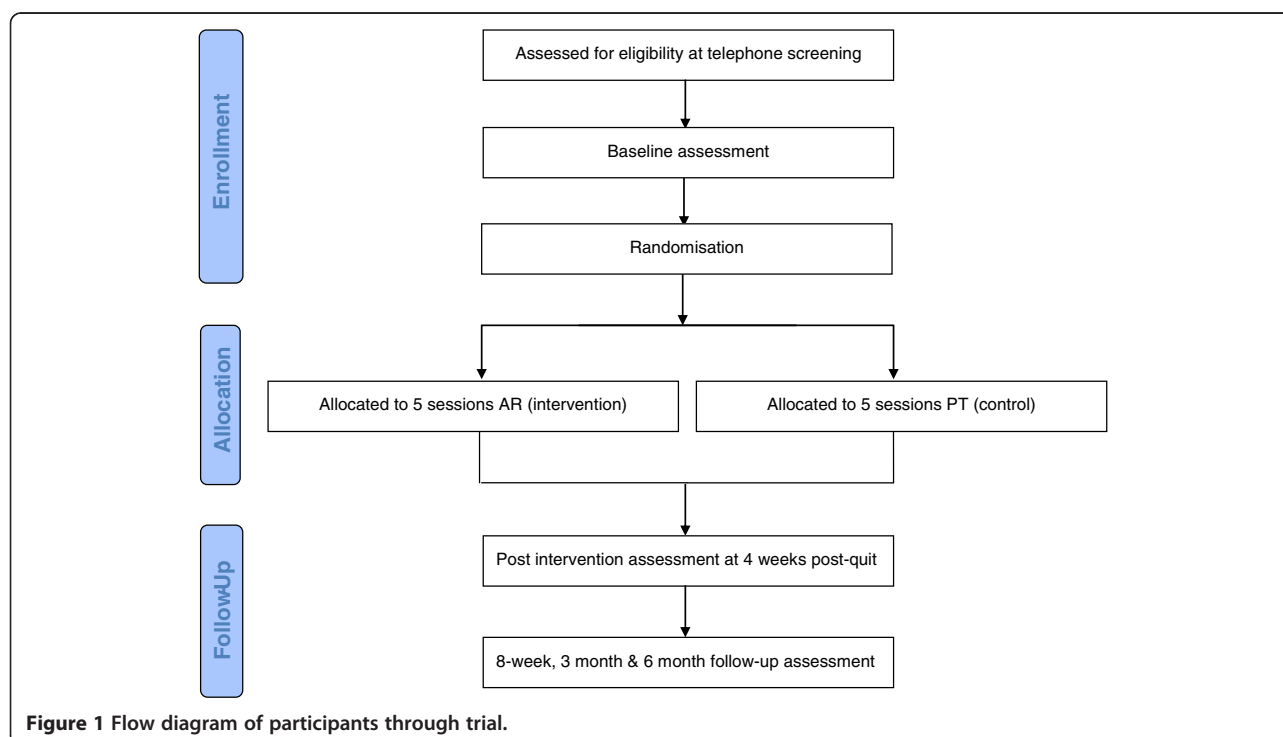 Enrollment
Assessed for eligibility at telephone screening
Baseline assessment
Randomisation
Allocation
Allocated to 5 sessions AR (intervention)
Allocated to 5 sessions PT (control)
Follow-Up
Post intervention assessment at 4 weeks post-quit
8-week, 3 month & 6 month follow-up assessment
Figure 1 Flow diagram of participants through trial.